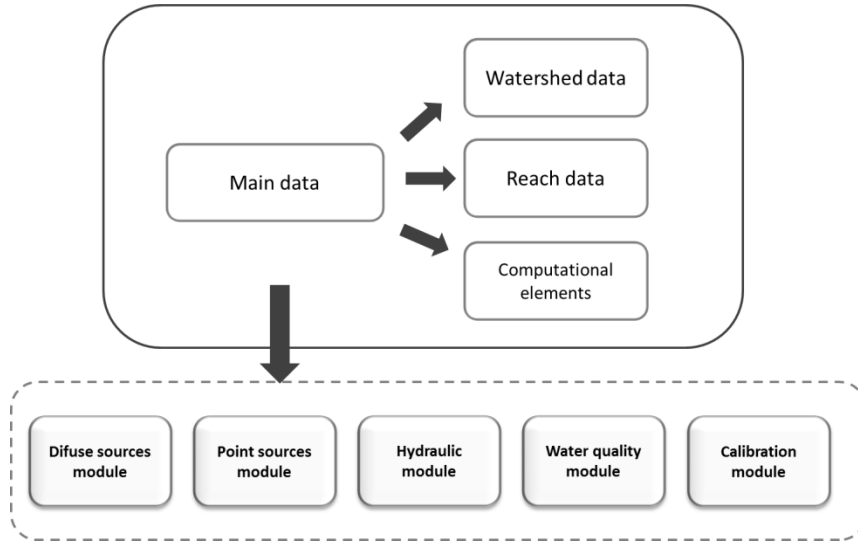 Watershed data
Main data
Reach data
Computational
elements
Difuse sources
module
Point sources
module
Hydraulic
module
Water quality
module
Calibration
module